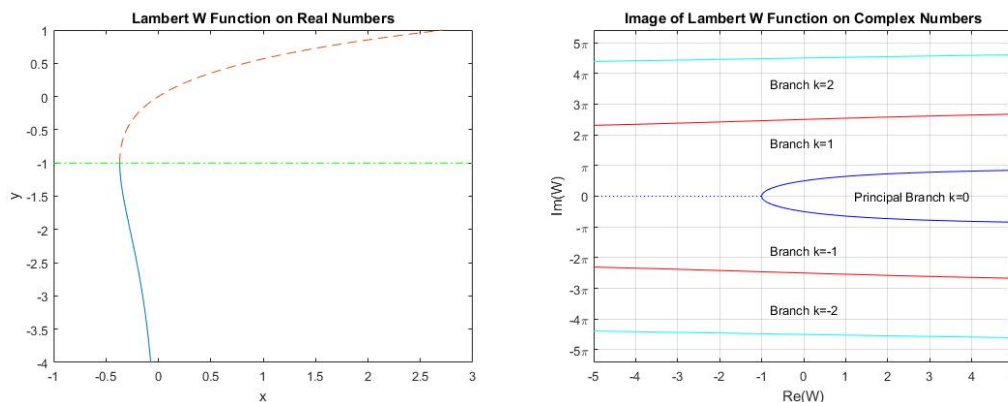 Lambert W Function on Real Numbers
1
0.5
0
-0.5
-1
-1.5
-2
-2.5
-3
-3.5
-4
y
-1
-0.5
0
0.5
1
1.5
2
2.5
3
x
Image of Lambert W Function on Complex Numbers
5π
4π
3π
2π
π
0
-π
-2π
-3π
-4π
-5π
Im(W)
Branch k=2
Branch k=1
Principal Branch k=0
Branch k=-1
Branch k=-2
-5
-4
-3
-2
-1
0
1
2
3
4
5
Re(W)